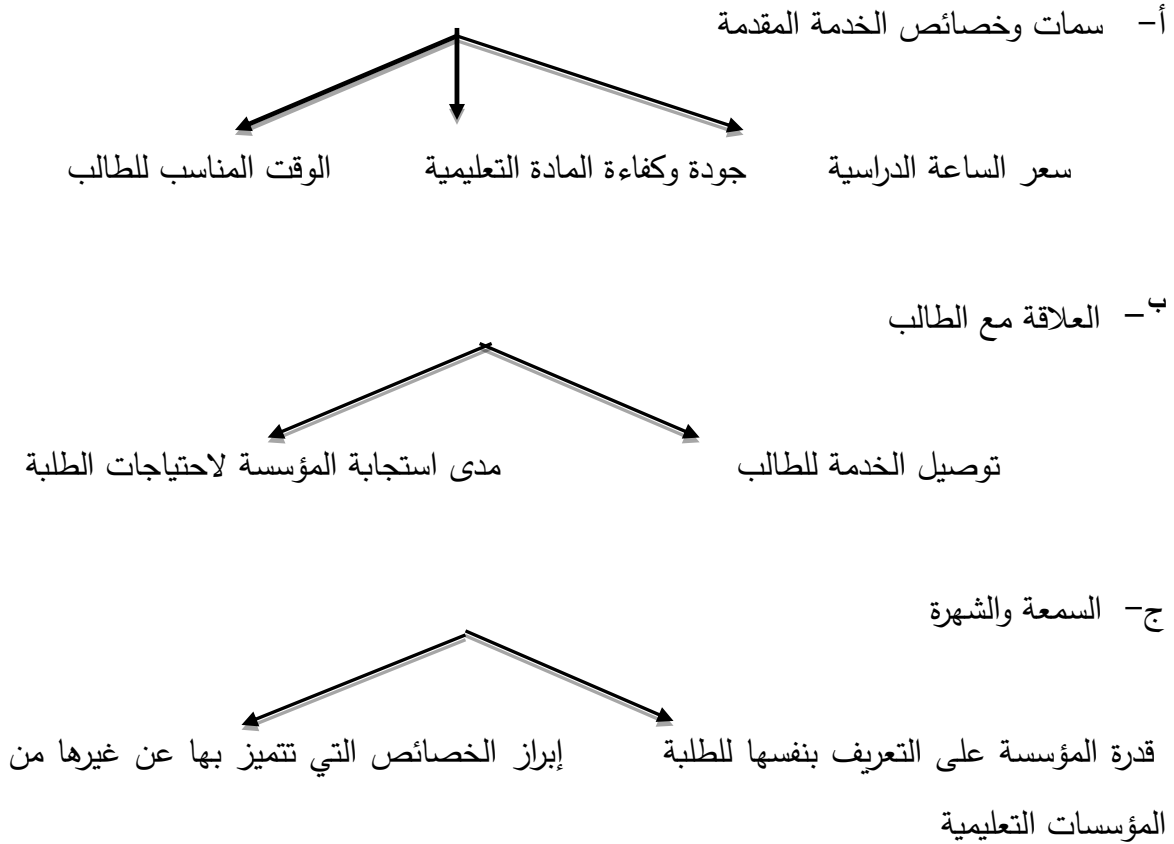 أ- سمات وخصائص الخدمة المقدمة
سعر الساعة الدراسية جودة وكفاءة المادة التعليمية الوقت المناسب للطالب
ب- العلاقة مع الطالب
توصيل الخدمة للطالب مدى استجابة المؤسسة لاحتياجات الطلبة
ج- السمعة والشهرة
قدرة المؤسسة على التعريف بنفسها للطلبة إبراز الخصائص التي تتميز بها عن غيرها من
المؤسسات التعليمية